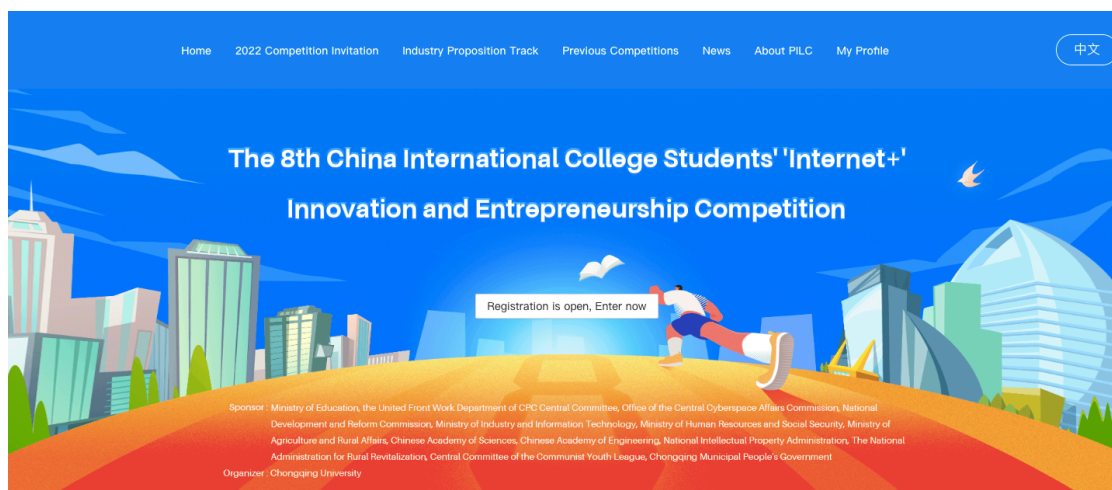 Home 2022 Competition Invitation Industry Proposition Track Previous Competitions News About PILC My Profile 中文
The 8th China International College Students' 'Internet+'
Innovation and Entrepreneurship Competition
Registration is open, Enter now
Sponsor : Ministry of Education, the United Front Work Department of CPC Central Committee, Office of the Central Cyberspace Affairs Commission, National
Development and Reform Commission, Ministry of Industry and Information Technology, Ministry of Human Resources and Social Security, Ministry of
Agriculture and Rural Affairs, Chinese Academy of Sciences, Chinese Academy of Engineering, National Intellectual Property Administration, The National
Administration for Rural Revitalization, Central Committee of the Communist Youth League, Chongqing Municipal People's Government
Organizer : Chongqing University